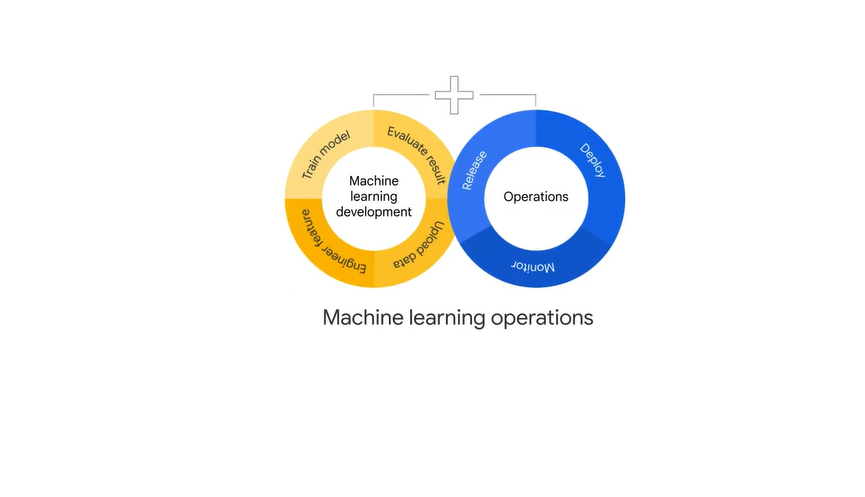 Train model
Evaluate result
Machine
learning
development
Engineer feature
Upload data
Release
Deploy
Operations
Monitor
Machine learning operations